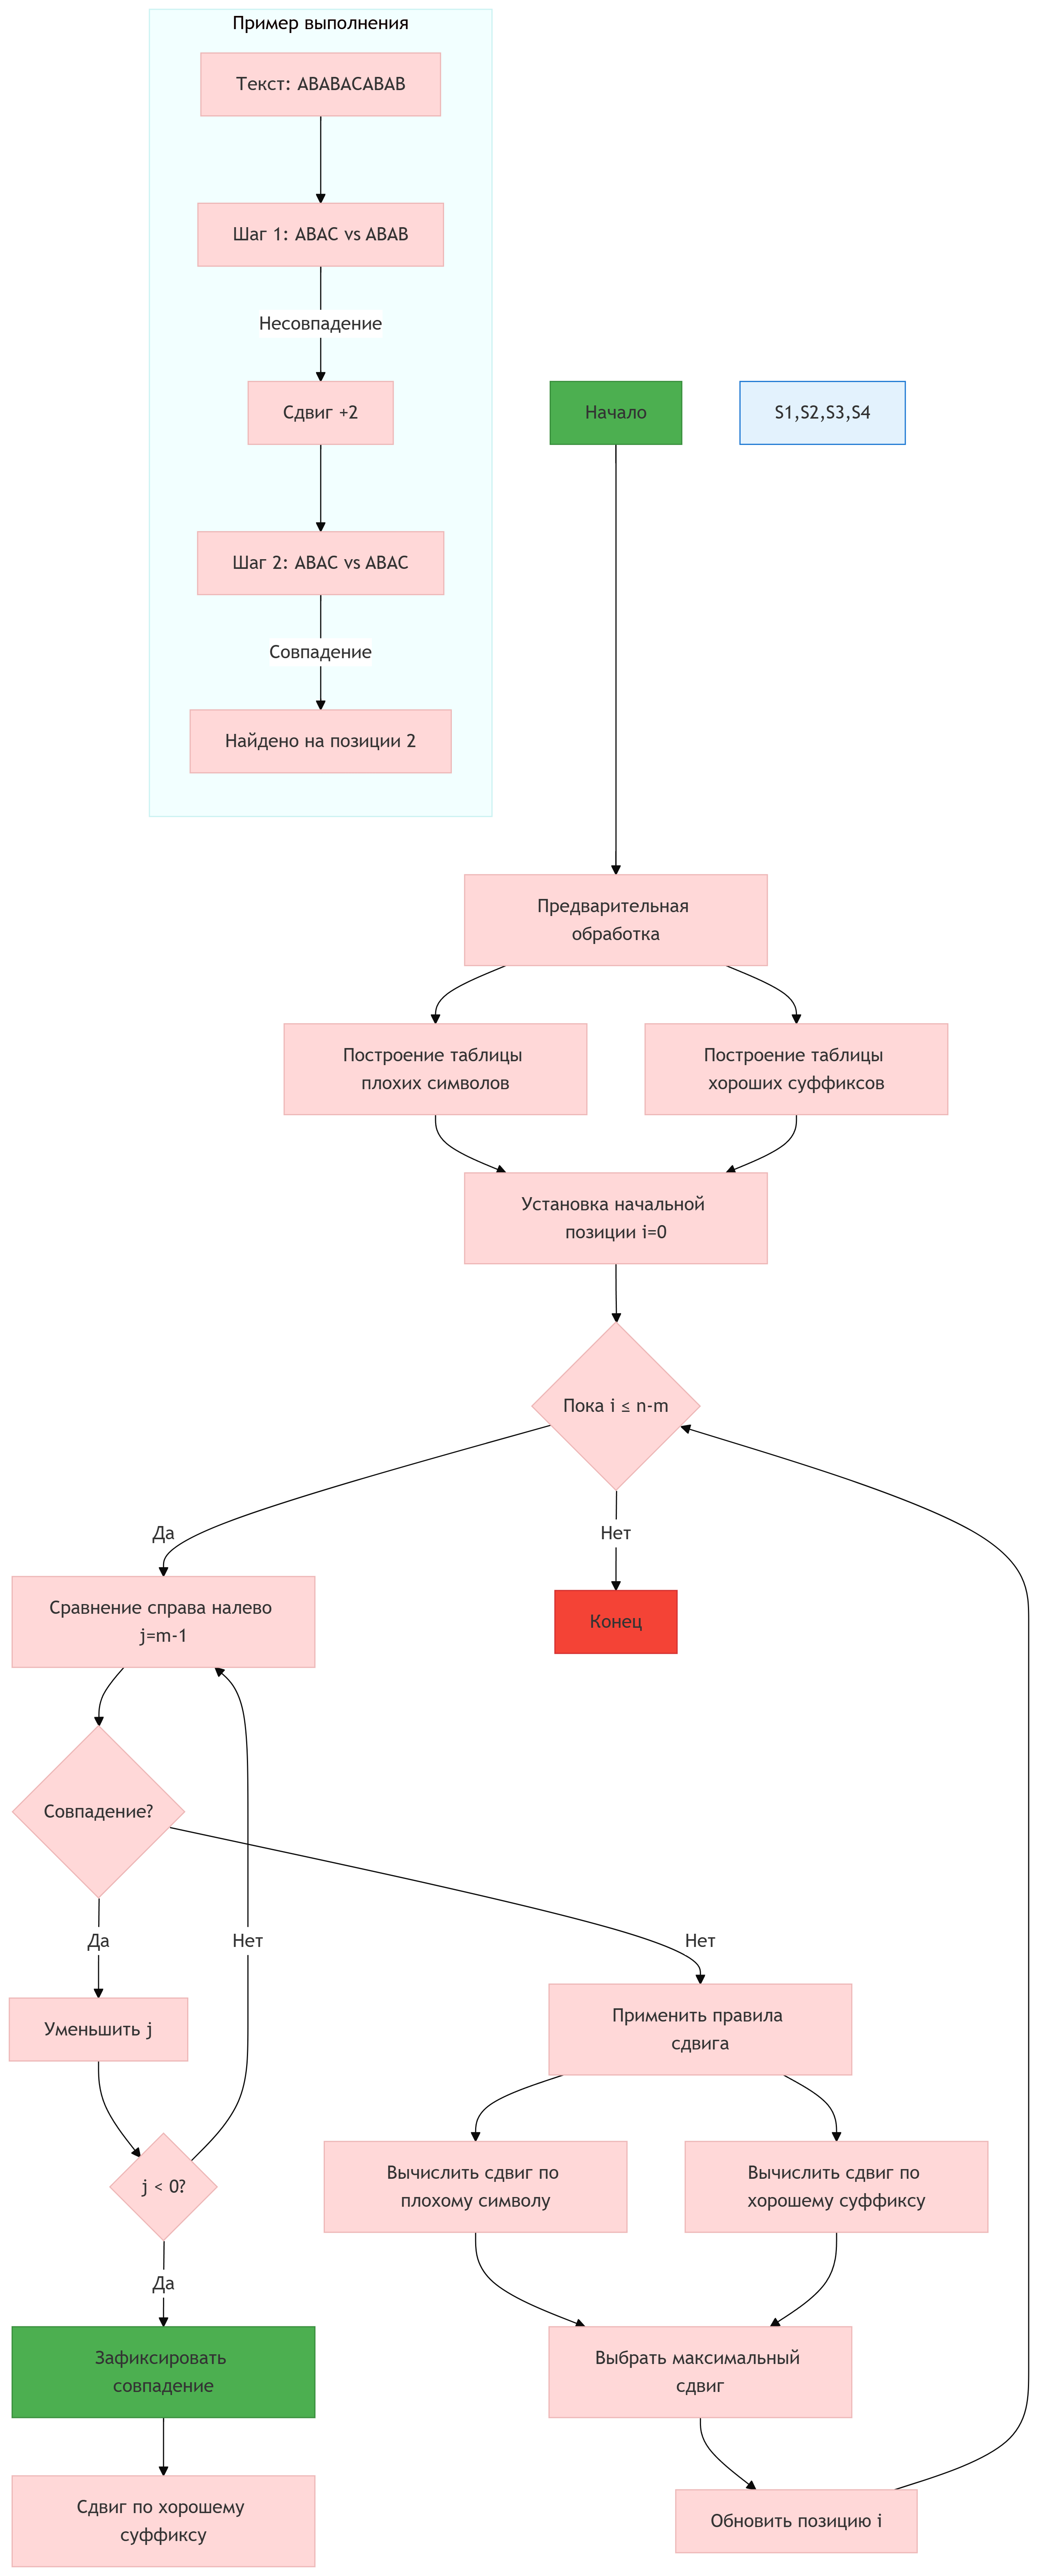 Пример выполнения
Текст: ABABACABAB
Шаг 1: ABAC vs ABAB
Несовпадение
Сдвиг +2
Шаг 2: ABAC vs ABAC
Совпадение
Найдено на позиции 2
Начало
S1,S2,S3,S4
Предварительная
обработка
Построение таблицы
плохих символов
Построение таблицы
хороших суффиксов
Установка начальной
позиции i=0
Пока i ≤ n-m
Да
Нет
Сравнение справа налево
j=m-1
Конец
Совпадение?
Да
Нет
Нет
Уменьшить j
Применить правила
сдвига
j < 0?
Вычислить сдвиг по
плохому символу
Вычислить сдвиг по
хорошему суффиксу
Да
Зафиксировать
совпадение
Выбрать максимальный
сдвиг
Сдвиг по хорошему
суффиксу
Обновить позицию i